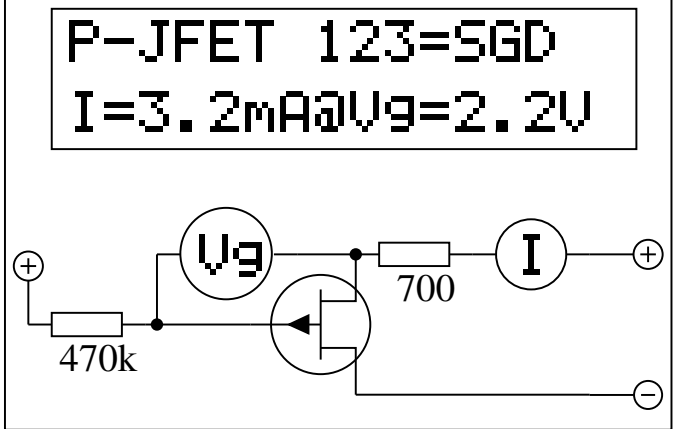 P-JFET 123=SGD
I=3.2mA@Vg=2.2V
Vg
I
+
+
700
470k
−